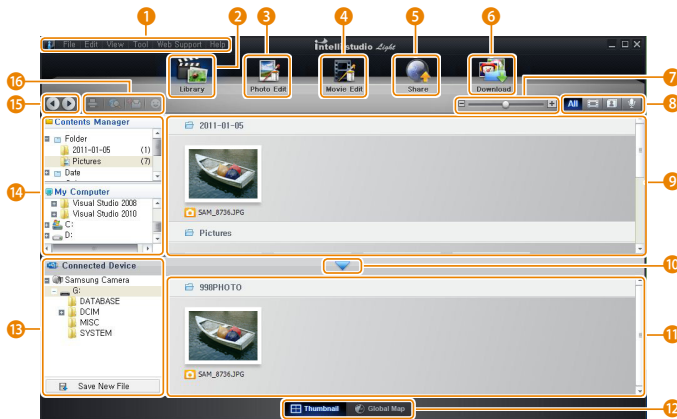 1 2 3 4 5 6
File Edit View Tool Web Support Help
Intelli-studio Light
Library Photo Edit Movie Edit Share Download
7
16
15
All
8
Contents Manager
Folder
2011-01-05 (1)
Pictures (7)
Date
My Computer
Visual Studio 2008
Visual Studio 2010
C:
D:
14
2011-01-05
SAM_8736.JPG
Pictures
9
10
Connected Device
Samsung Camera
G:
DATABASE
DCIM
MISC
SYSTEM
Save New File
13
998PHOTO
SAM_8736.JPG
11
Thumbnail Global Map
12